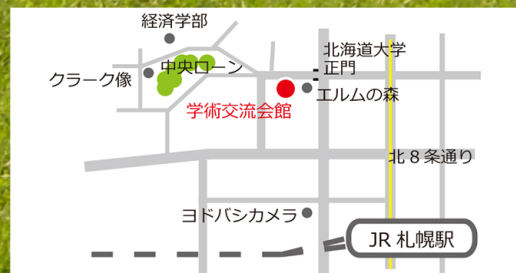 経済学部
北海道大学
正門
中央ローン
クラーク像
エルムの森
学術交流会館
北8条通り
ヨドバシカメラ
JR 札幌駅